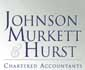 JOHNSON
MURKETT
& HURST
CHARTERED ACCOUNTANTS